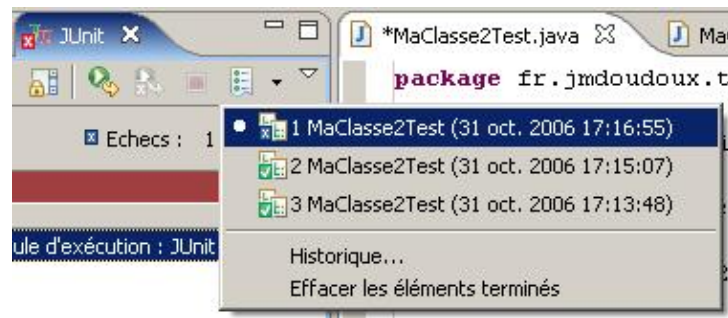 JUnit
*MaClasse2Test.java
Ma
package fr.jmdoudoux.t
Echecs : 1
1 MaClasse2Test (31 oct. 2006 17:16:55)
2 MaClasse2Test (31 oct. 2006 17:15:07)
3 MaClasse2Test (31 oct. 2006 17:13:48)
ule d'exécution : JUnit
Historique...
Effacer les éléments terminés